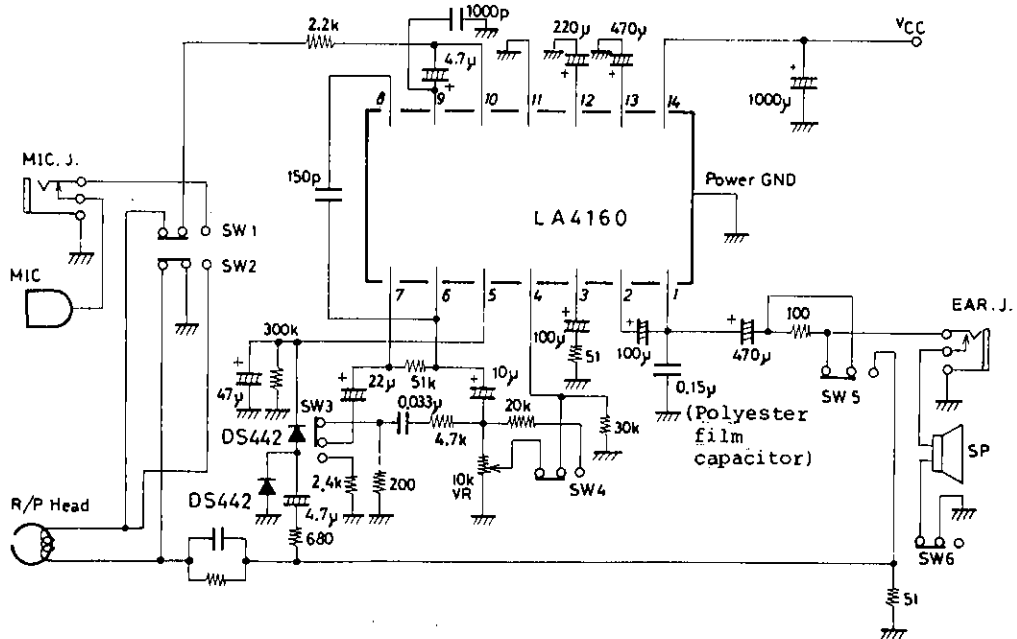 1000p
2.2k
4.7µ
220µ
470µ
VCC
1000µ
8
9
10
11
12
13
14
MIC. J.
150p
Power GND
LA4160
SW1
SW2
MIC
7
6
5
4
3
2
1
300k
100µ
51
100µ
470µ
100
EAR. J.
47µ
22µ
51k
10µ
0.15µ
(Polyester
film
capacitor)
SW5
SW3
0.033µ
20k
30k
DS442
4.7k
SP
2.4k
200
10k
VR
SW4
DS442
4.7µ
680
R/P Head
SW6
51